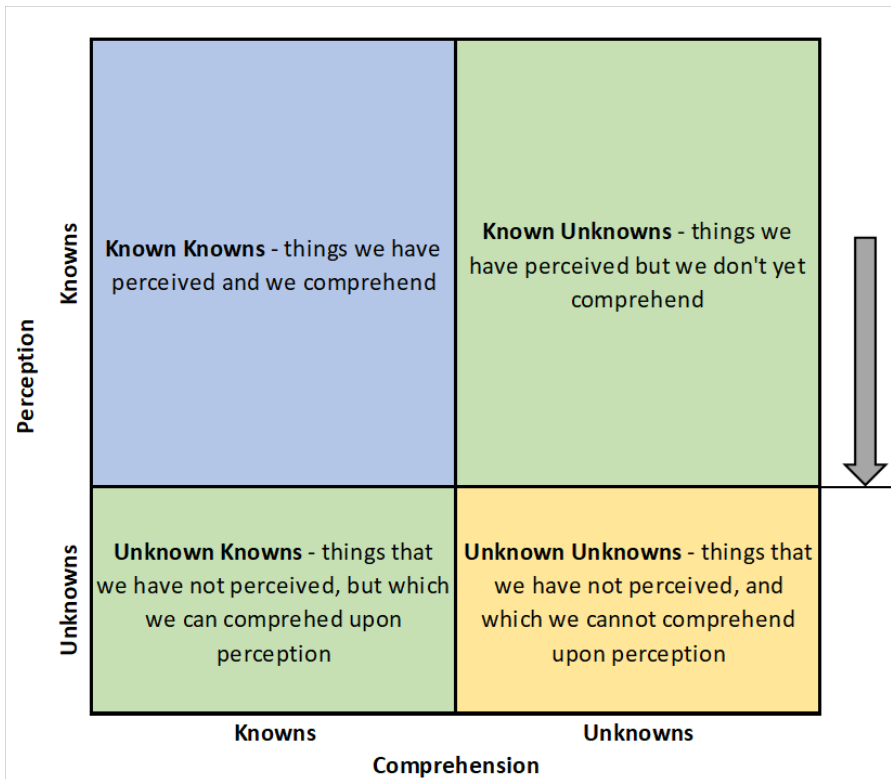 Perception
Knowns
Known Knowns - things we have
perceived and we comprehend
Known Unknowns - things we
have perceived but we don't yet
comprehend
Unknowns
Unknown Knowns - things that
we have not perceived, but which
we can comprehed upon
perception
Unknown Unknowns - things that
we have not perceived, and
which we cannot comprehend
upon perception
Knowns
Unknowns
Comprehension